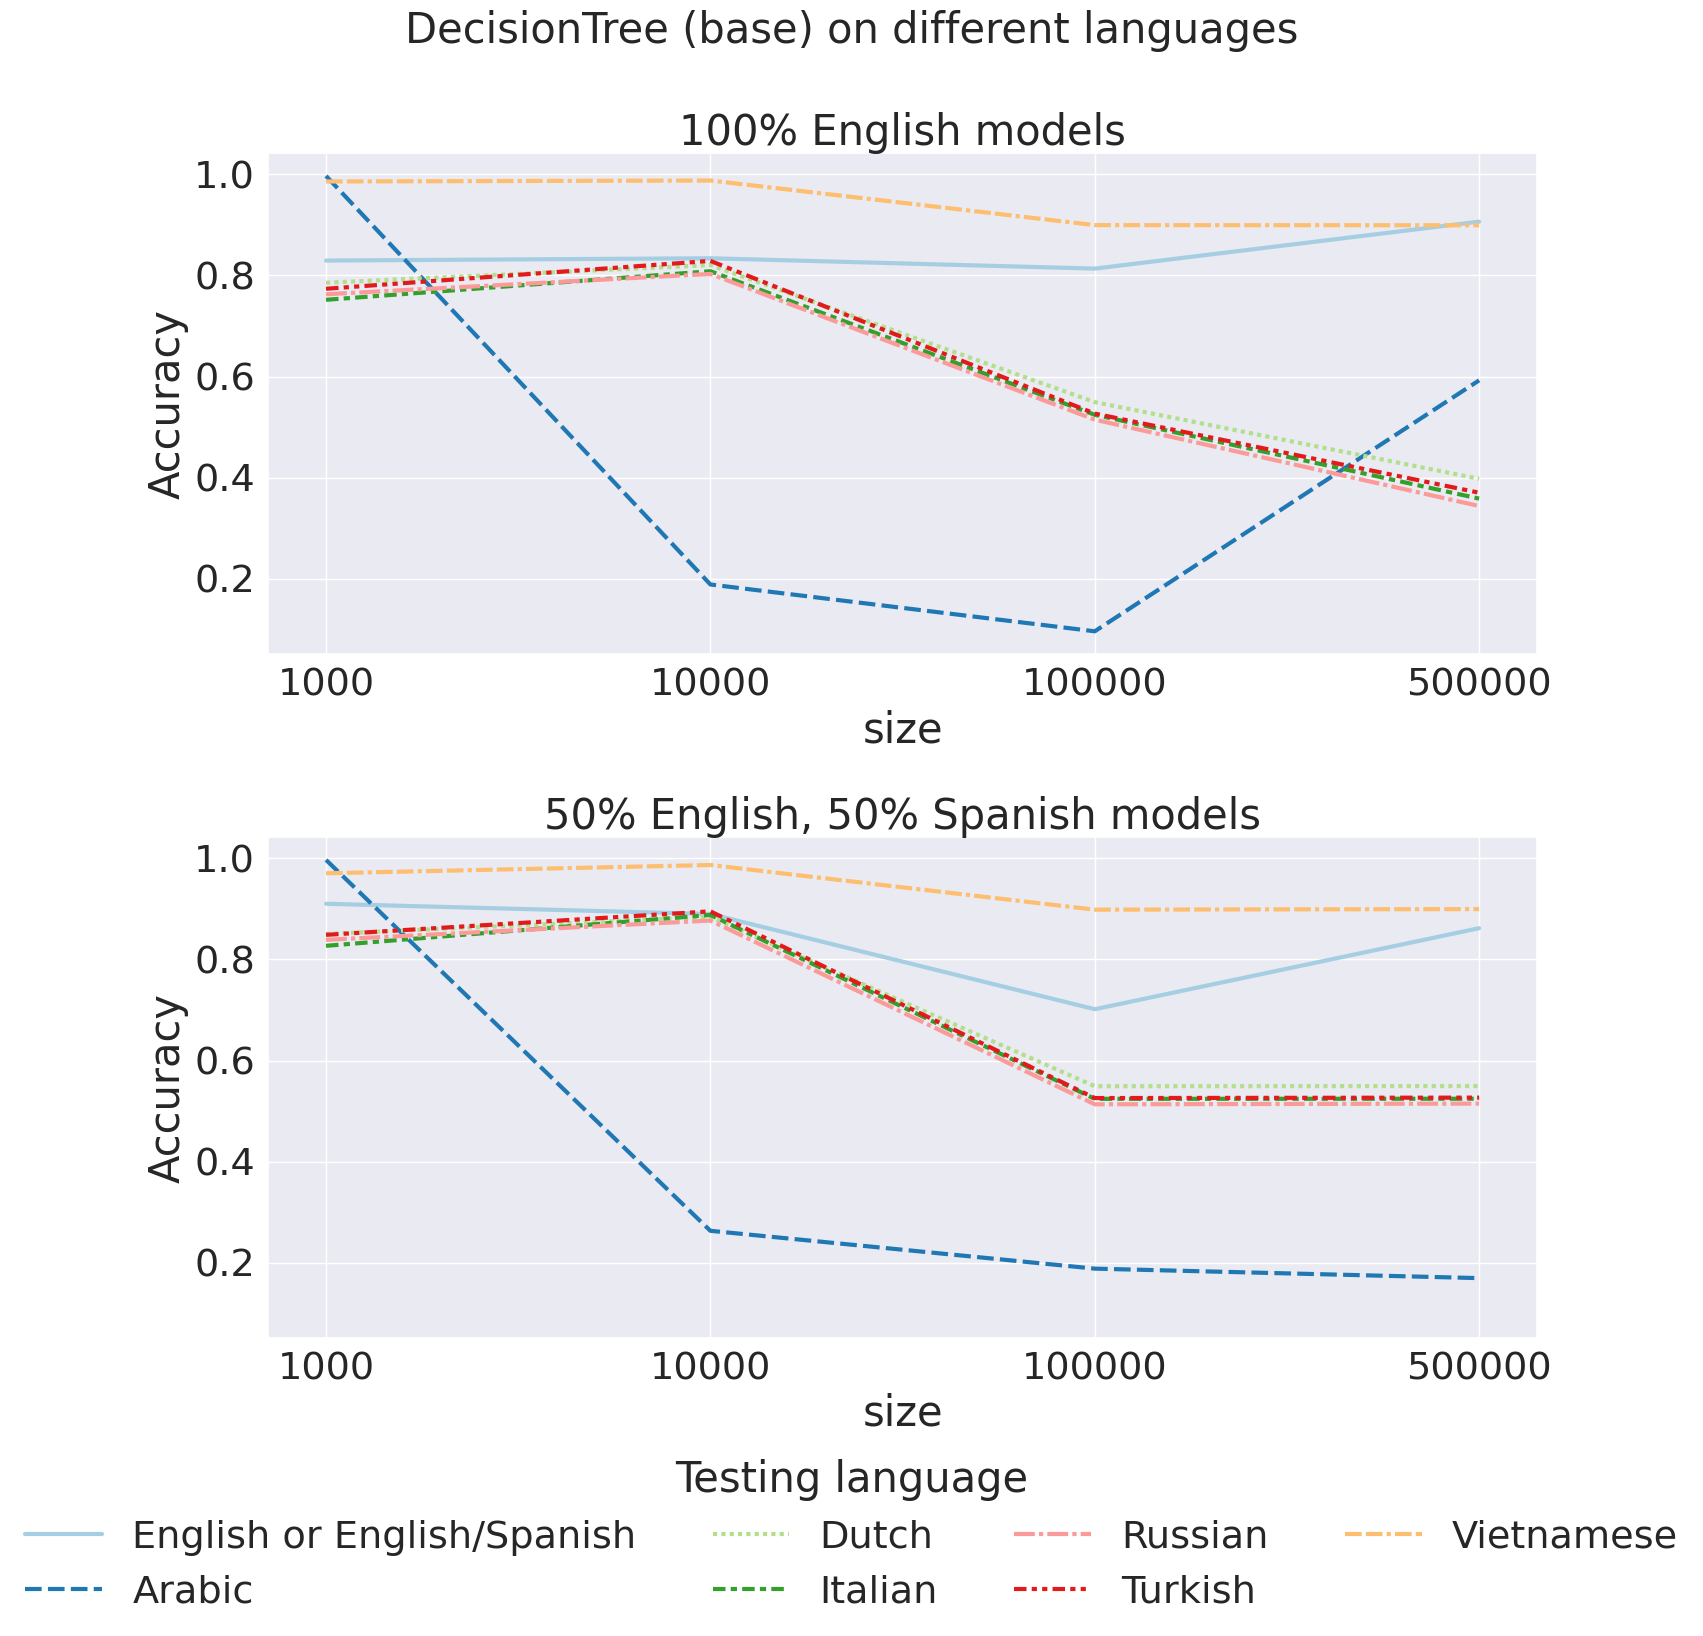 DecisionTree (base) on different languages
100% English models
1.0
0.8
0.6
0.4
0.2
Accuracy
1000 10000 100000 500000
size
50% English, 50% Spanish models
1.0
0.8
0.6
0.4
0.2
Accuracy
1000 10000 100000 500000
size
Testing language
English or English/Spanish Dutch Russian Vietnamese
Arabic Italian Turkish